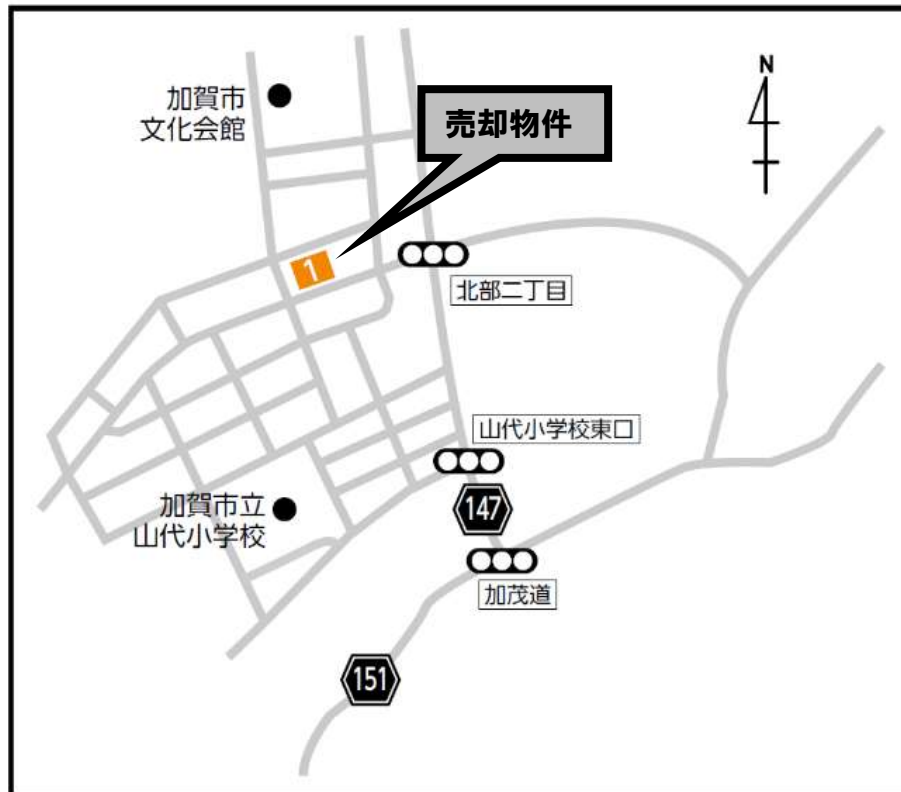 加賀市
文化会館
売却物件
N
1
北部二丁目
山代小学校東口
加賀市立
山代小学校
147
加茂道
151